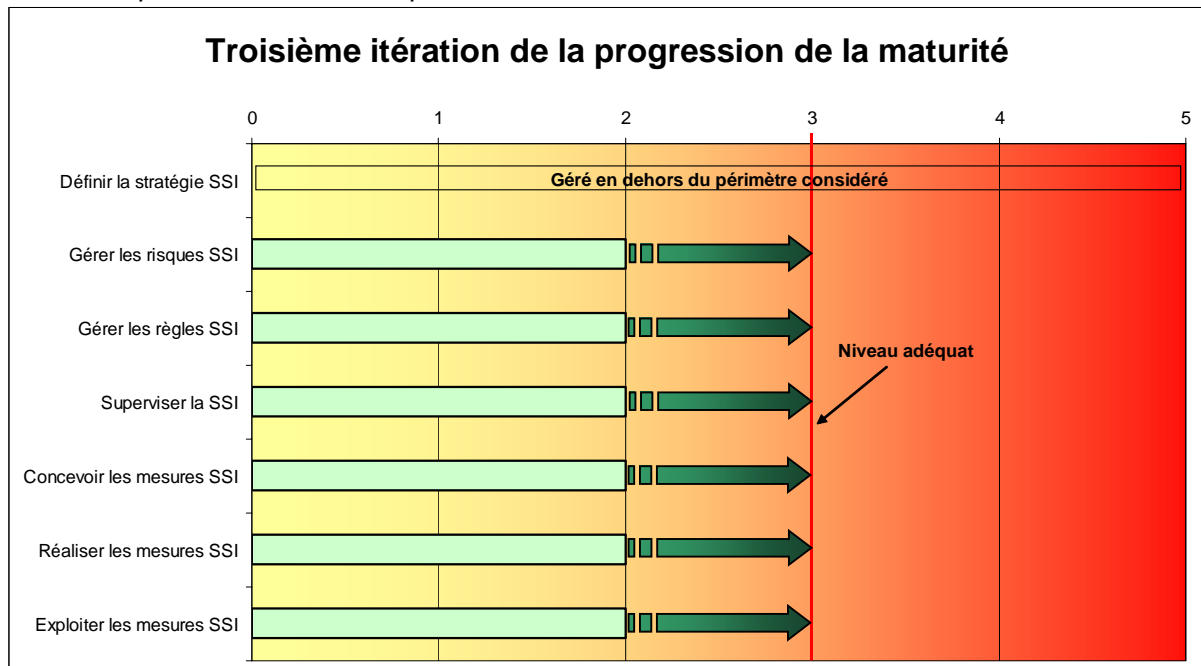 Troisième itération de la progression de la maturité
0 1 2 3 4 5
Définir la stratégie SSI
Géré en dehors du périmètre considéré
Gérer les risques SSI
Gérer les règles SSI
Niveau adéquat
Superviser la SSI
Concevoir les mesures SSI
Réaliser les mesures SSI
Exploiter les mesures SSI